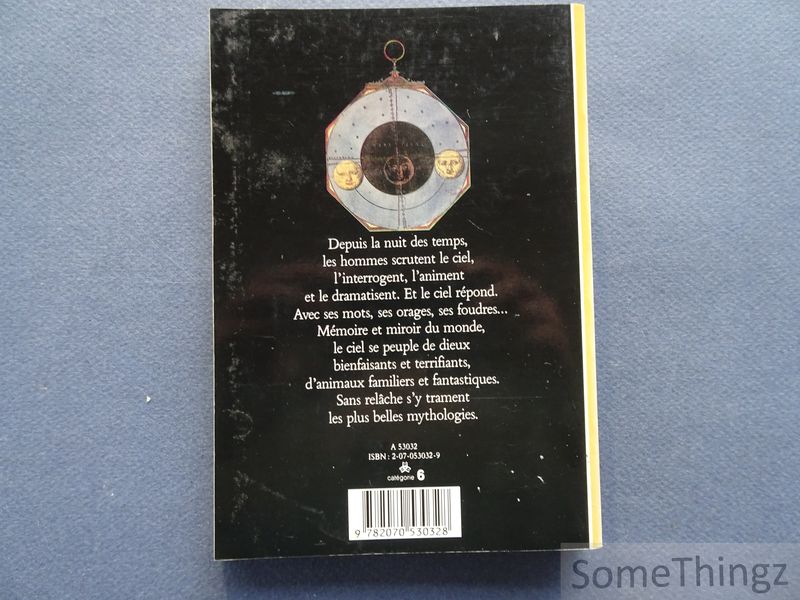 Depuis la nuit des temps,
les hommes scrutent le ciel,
l'interrogent, l'animent
et le dramatisent. Et le ciel répond.
Avec ses mots, ses orages, ses foudres...
Mémoire et miroir du monde,
le ciel se peuple de dieux
bienfaisants et terrifiants,
d'animaux familiers et fantastiques.
Sans relâche s'y trament
les plus belles mythologies.
A 53032
ISBN : 2-07-053032-9
catégorie 6
9 782070 530328
SomeThingz